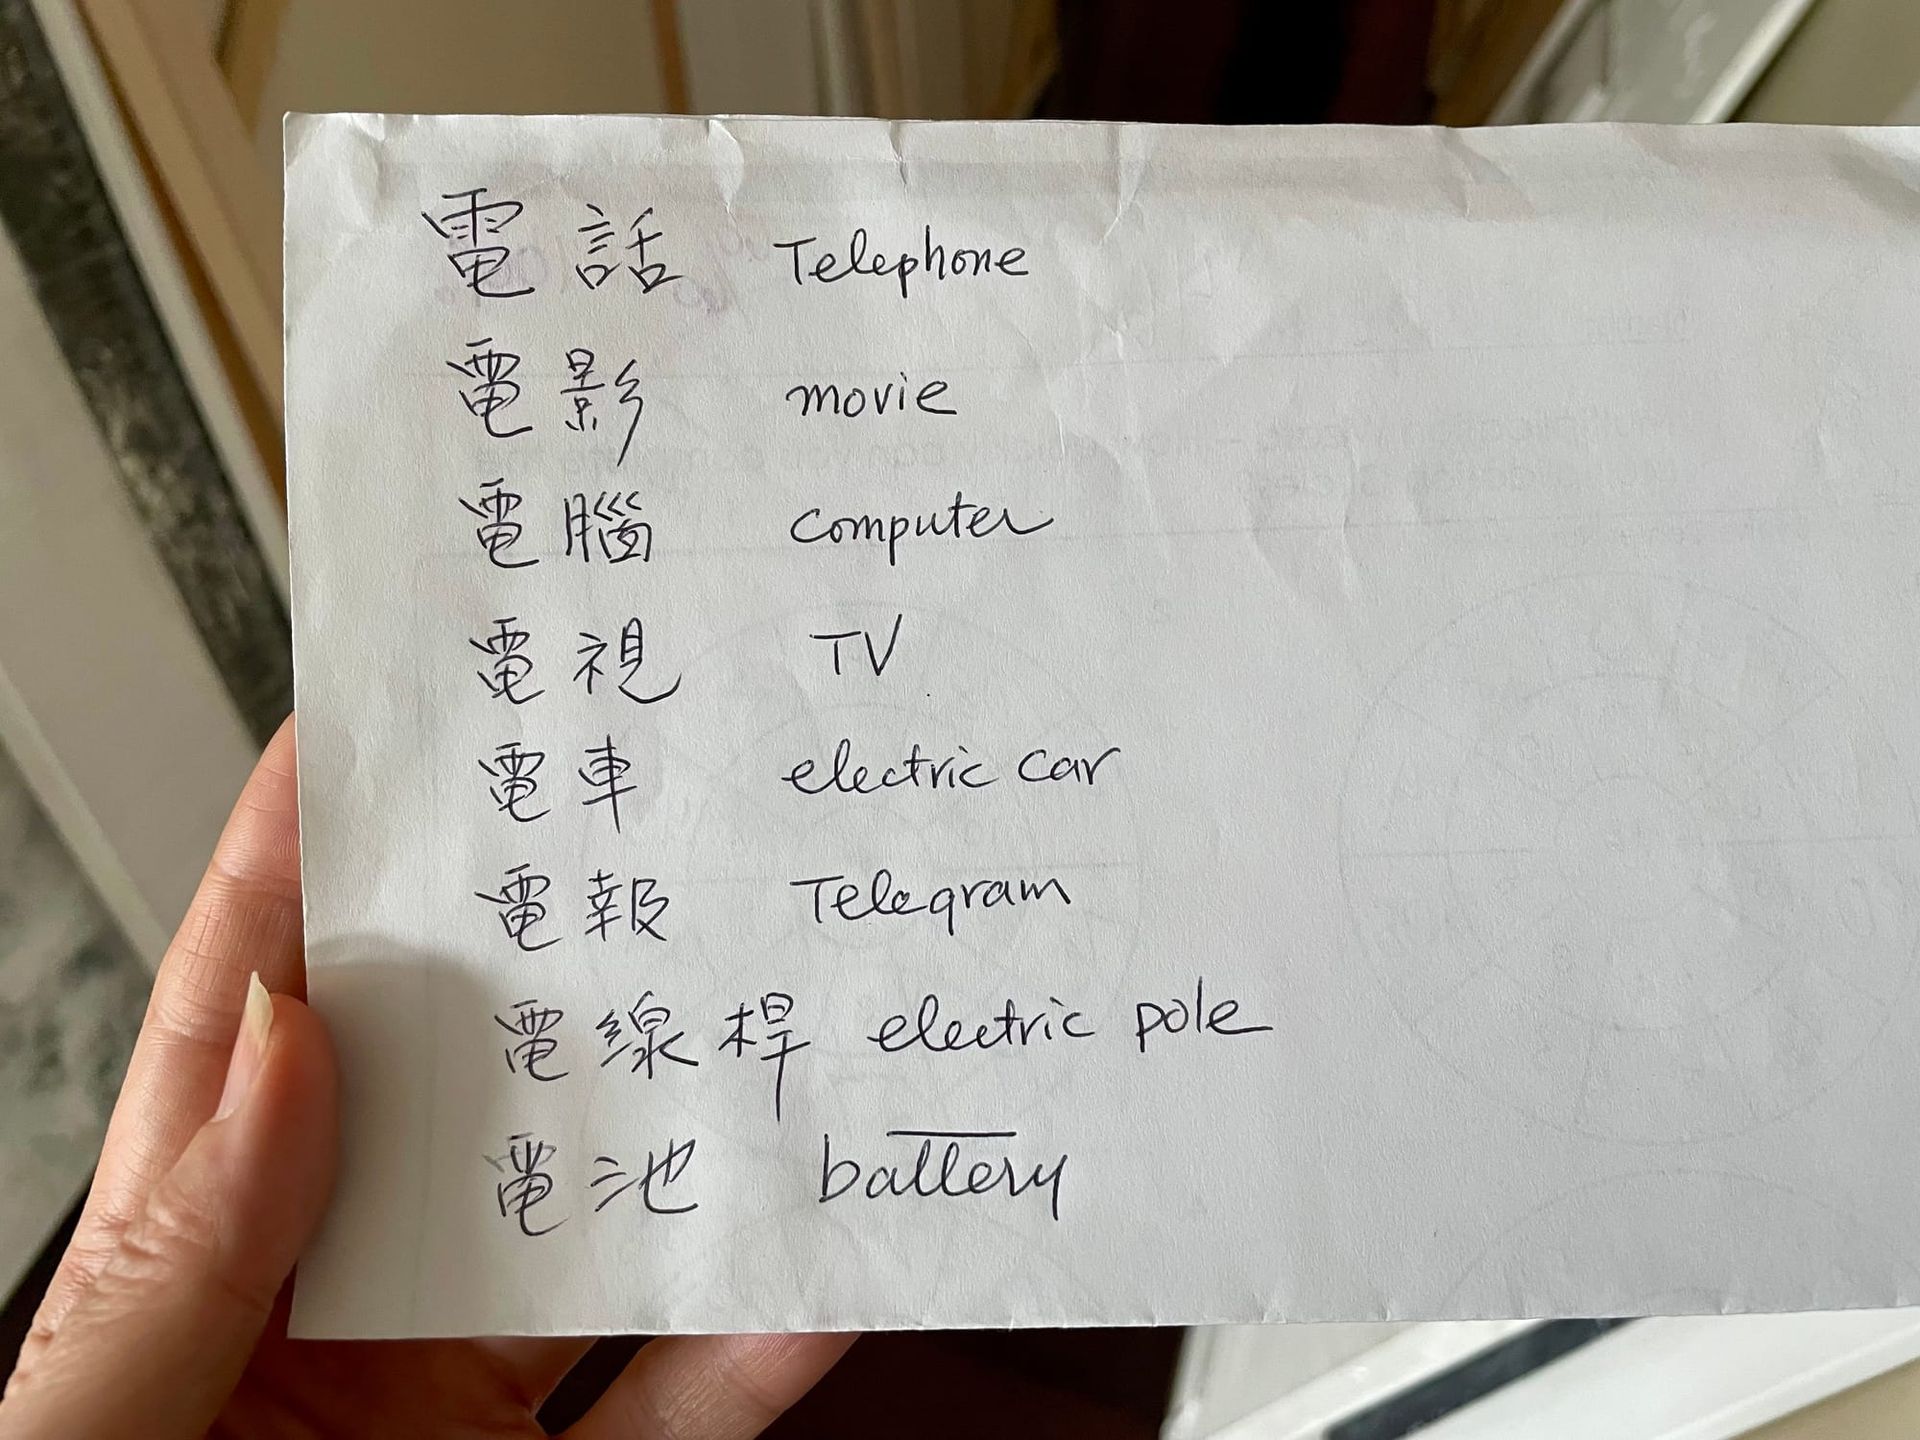 電話 Telephone
電影 movie
電腦 computer
電視 TV
電車 electric car
電報 Telegram
電線桿 electric pole
電池 battery